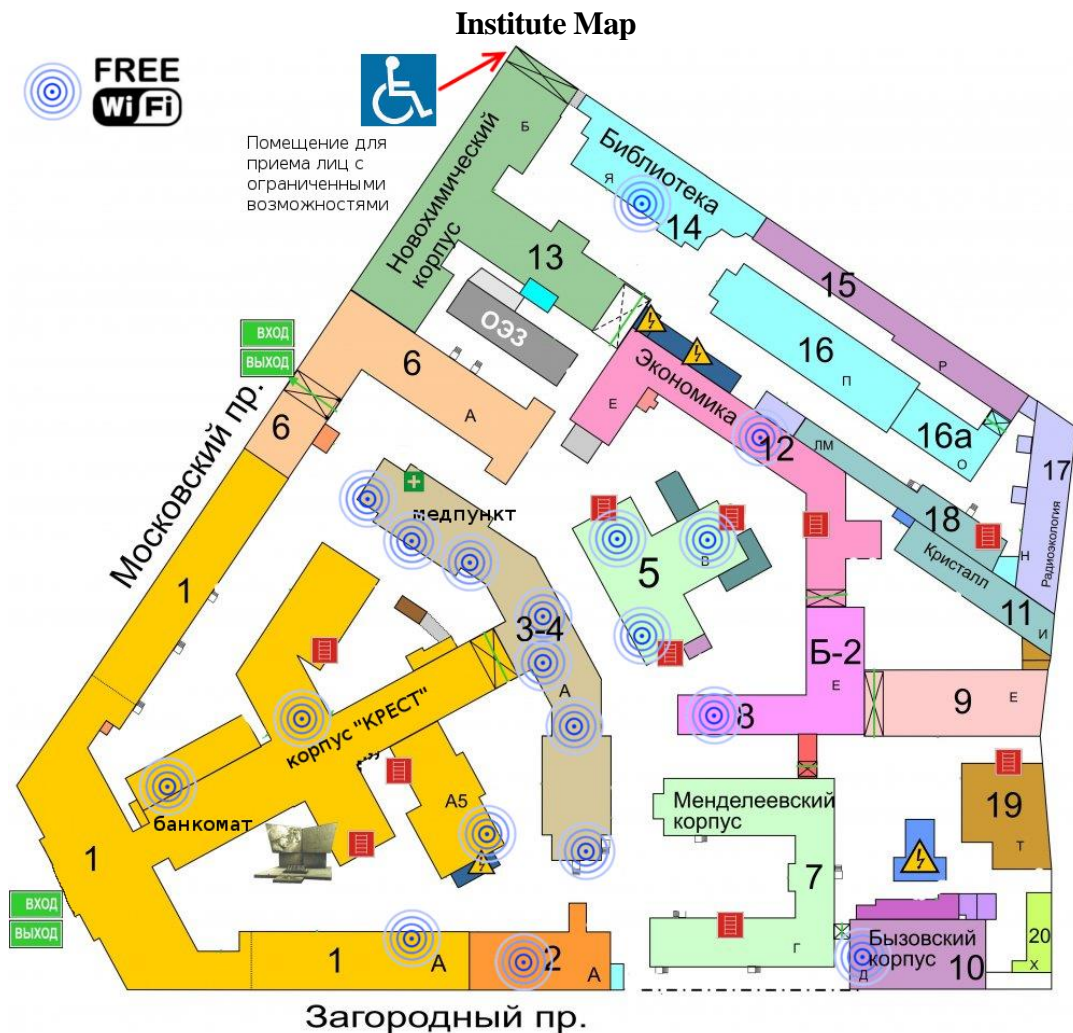 Institute Map
FREE
Wi Fi
Помещение для
приема лиц с
ограниченными
возможностями
Б
Новохимический
корпус
Библиотека
Я
14
13
15
ОЭЗ
ВХОД
ВЫХОД
6
А
Экономика
Е
16
П
Р
16а
О
6
12
ЛМ
17
Московский пр.
медпункт
18
Радиоэкология
Н
Кристалл
5
В
1
11
И
3-4
А
Б-2
Е
корпус "КРЕСТ"
8
9
Е
А5
банкомат
Менделеевский
корпус
19
Т
1
7
ВХОД
ВЫХОД
1
А
2
А
Г
Бызовский
корпус
Д
10
20
Х
Загородный пр.